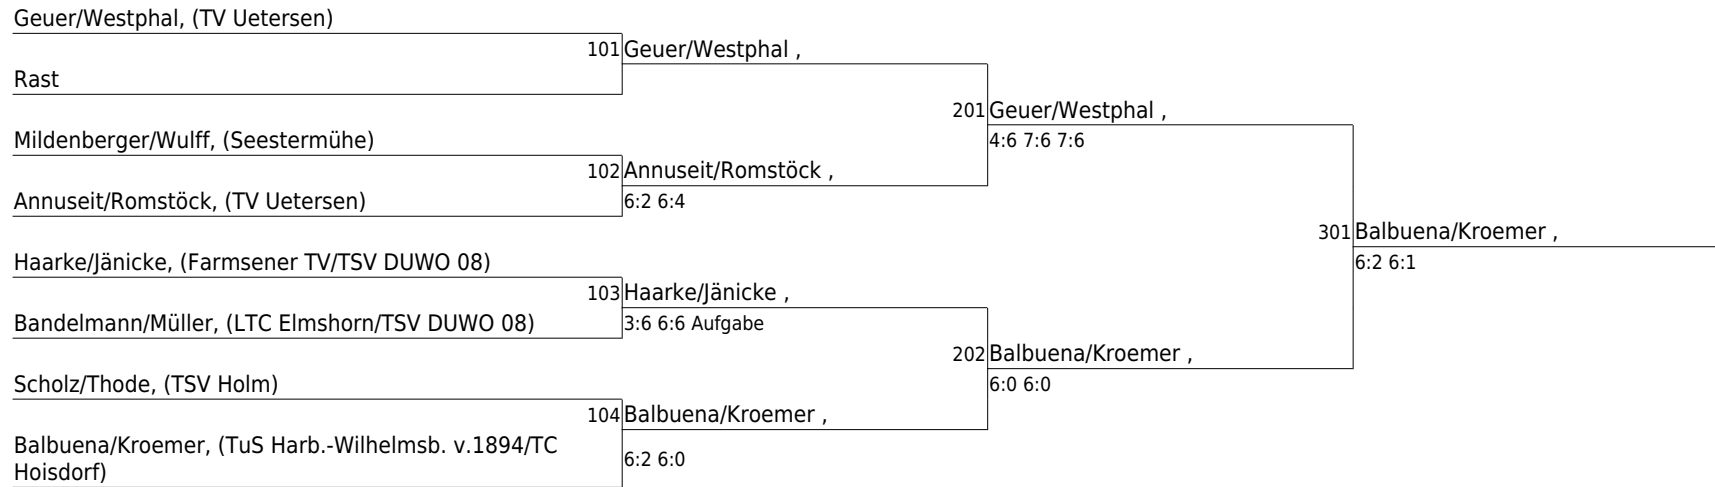 Geuer/Westphal, (TV Uetersen)
101 Geuer/Westphal ,
Rast
201 Geuer/Westphal ,
4:6 7:6 7:6
Mildenberger/Wulff, (Seestermühe)
102 Annuseit/Romstöck ,
Annuseit/Romstöck, (TV Uetersen)
6:2 6:4
301 Balbuena/Kroemer ,
6:2 6:1
Haarke/Jänicke, (Farmsener TV/TSV DUWO 08)
103 Haarke/Jänicke ,
Bandelmann/Müller, (LTC Elmshorn/TSV DUWO 08)
3:6 6:6 Aufgabe
202 Balbuena/Kroemer ,
6:0 6:0
Scholz/Thode, (TSV Holm)
104 Balbuena/Kroemer ,
Balbuena/Kroemer, (TuS Harb.-Wilhelmsb. v.1894/TC
Hoisdorf)
6:2 6:0